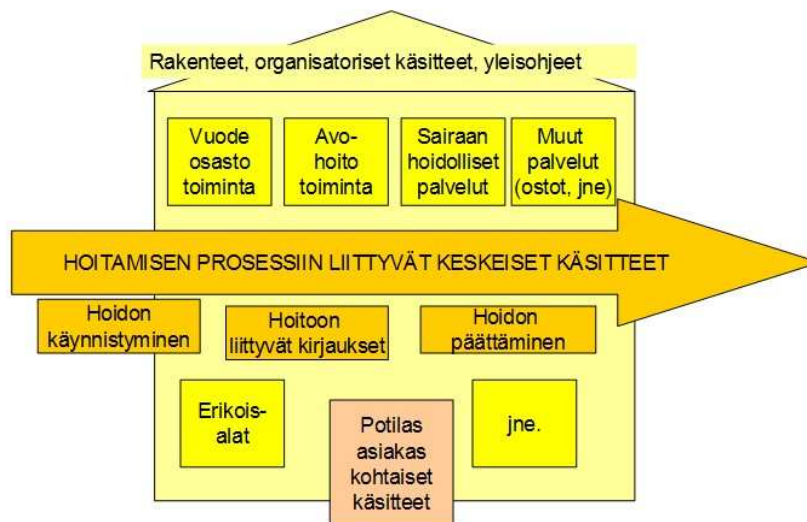 Rakenteet, organisatoriset käsitteet, yleisohjeet
Vuode
osasto
toiminta
Avo-
hoito
toiminta
Sairaan
hoidolliset
palvelut
Muut
palvelut
(ostot, jne)
HOITAMISEN PROSESSIIN LIITTYVÄT KESKEISET KÄSITTEET
Hoidon
käynnistyminen
Hoitoon
liittyvät kirjaukset
Hoidon
päättäminen
Erikois-
alat
Potilas
asiakas
kohtaiset
käsitteet
jne.